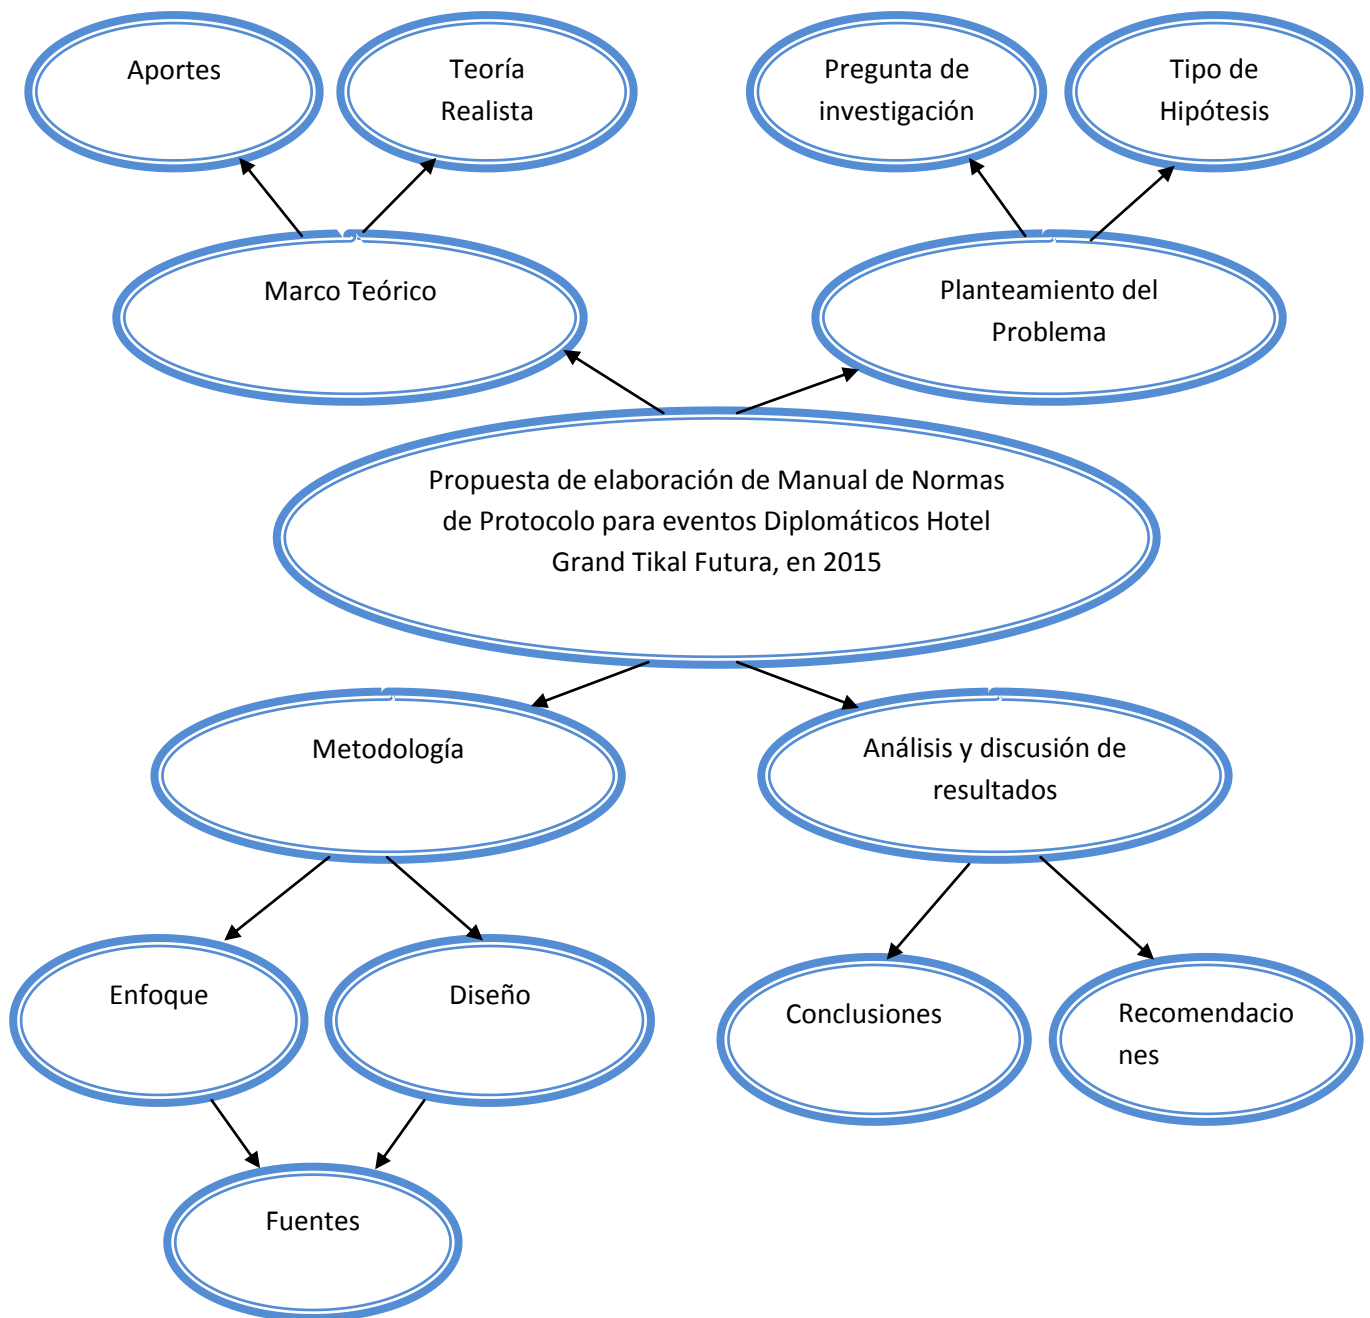 Aportes
Teoría
Realista
Pregunta de
investigación
Tipo de
Hipótesis
Marco Teórico
Planteamiento del
Problema
Propuesta de elaboración de Manual de Normas
de Protocolo para eventos Diplomáticos Hotel
Grand Tikal Futura, en 2015
Metodología
Análisis y discusión de
resultados
Enfoque
Diseño
Conclusiones
Recomendacio
nes
Fuentes